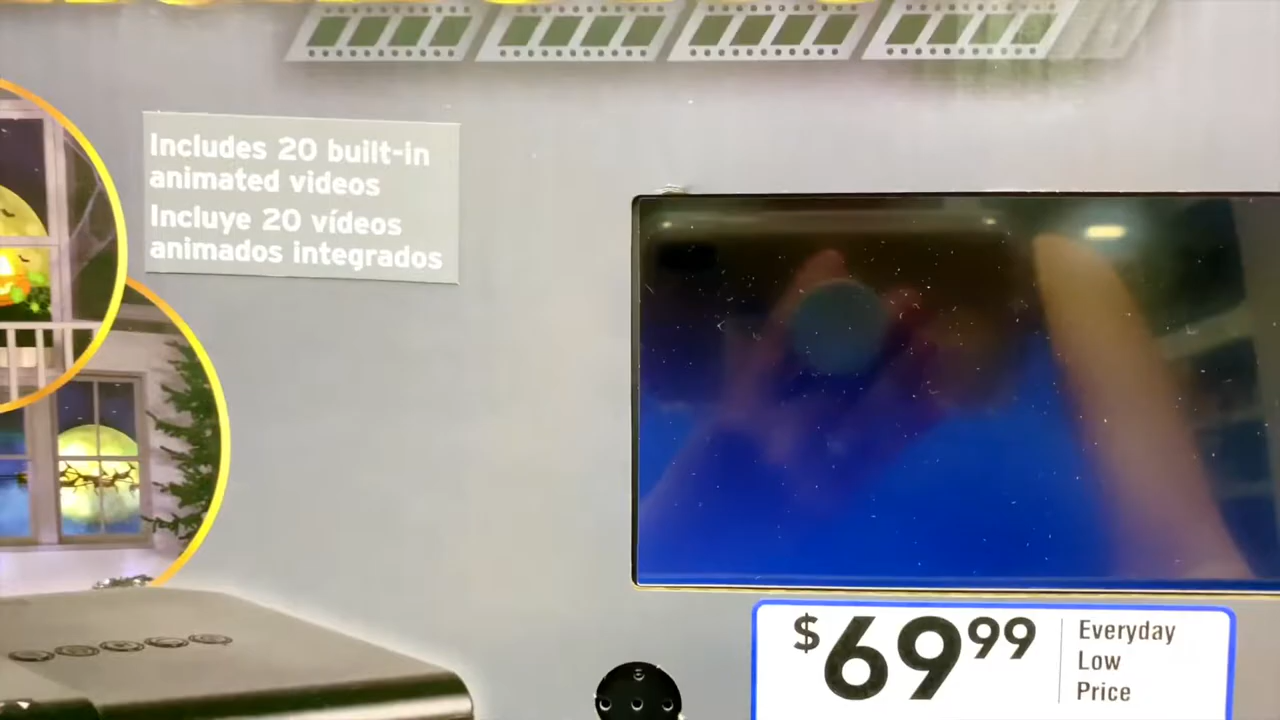 Includes 20 built-in
animated videos
Incluye 20 vídeos
animados integrados
$69 99
Everyday
Low
Price